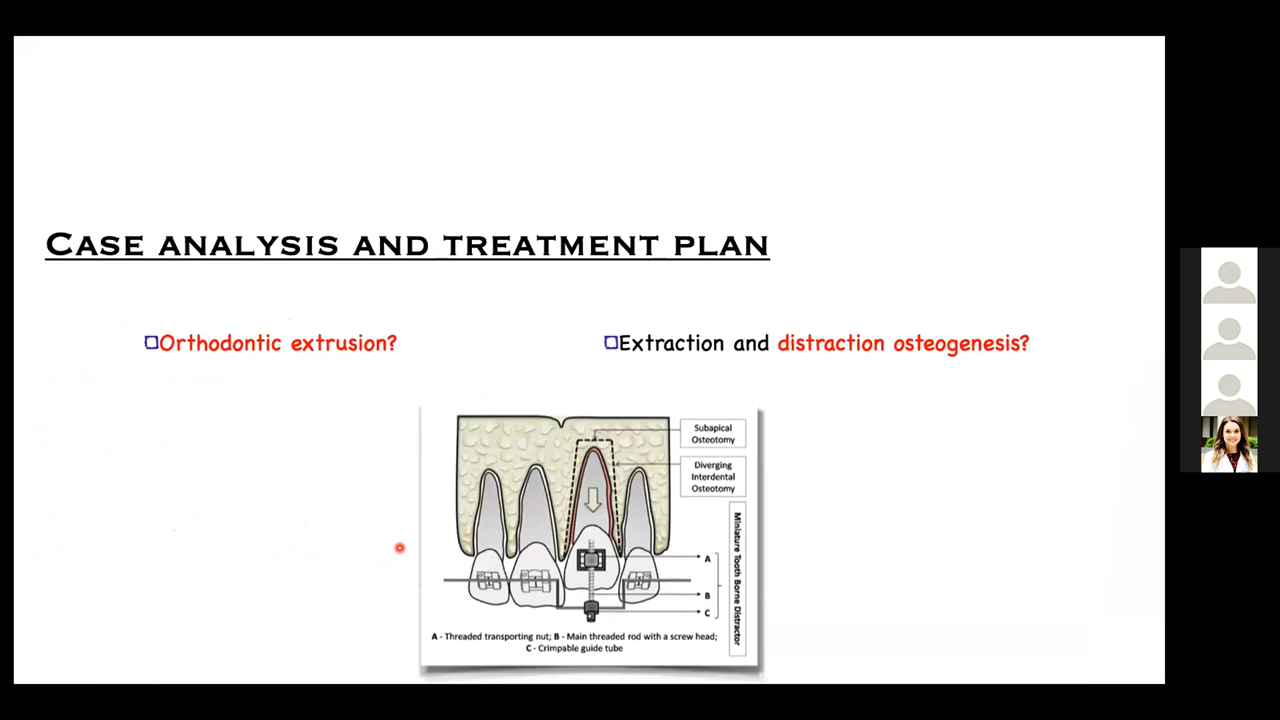 CASE ANALYSIS AND TREATMENT PLAN
Orthodontic extrusion?
Extraction and distraction osteogenesis?
Subapical
Osteotomy
Diverging
Interdental
Osteotomy
Miniature Tooth Borne Distractor
A
B
C
A - Threaded transporting nut; B - Main threaded rod with a screw head;
C - Crimpable guide tube